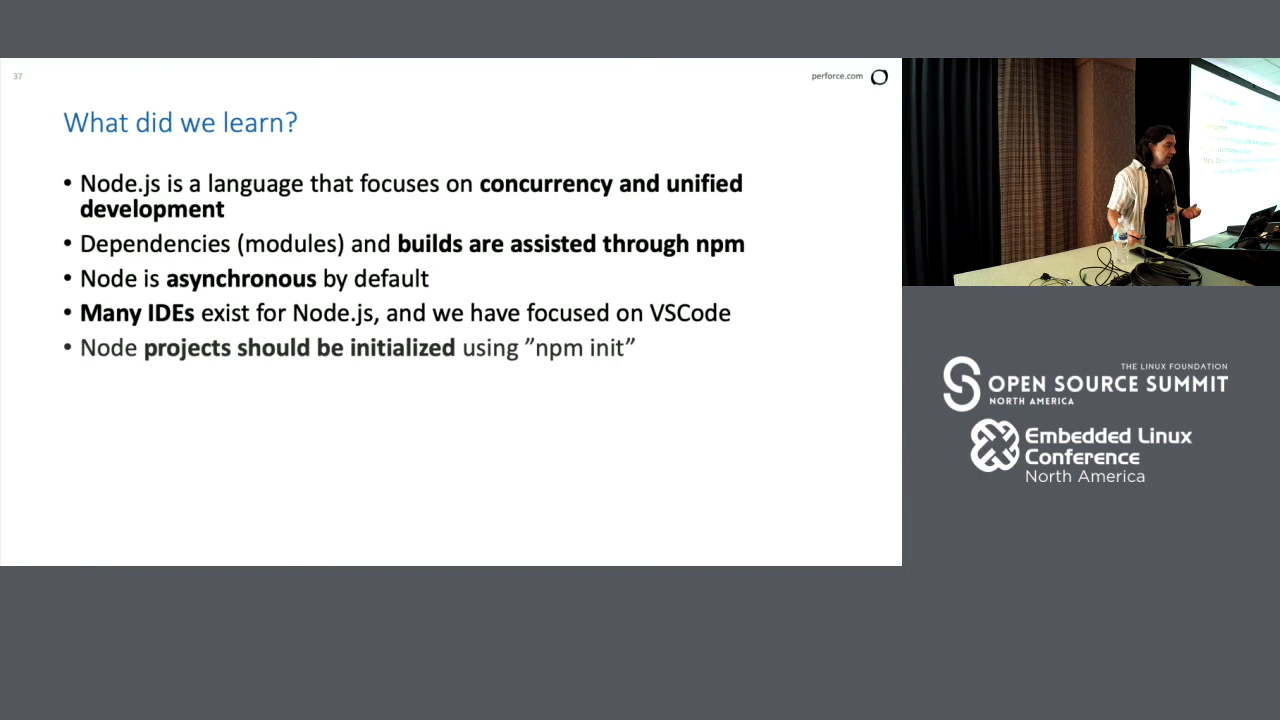 37
perforce.com
What did we learn?
• Node.js is a language that focuses on concurrency and unified
development
• Dependencies (modules) and builds are assisted through npm
• Node is asynchronous by default
• Many IDEs exist for Node.js, and we have focused on VSCode
• Node projects should be initialized using ”npm init”
THE LINUX FOUNDATION
OPEN SOURCE SUMMIT
NORTH AMERICA
Embedded Linux
Conference
North America